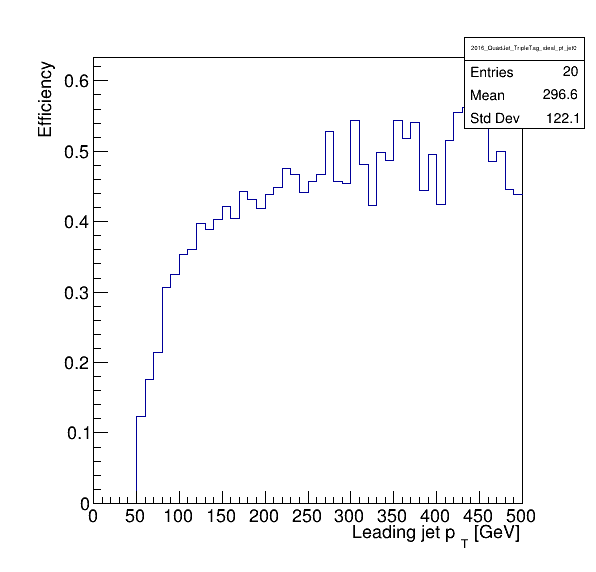 2016_QuadJet_TripleTag_ideal_pt_jet0
Entries 20
Mean 296.6
Std Dev 122.1
Efficiency
0.6
0.5
0.4
0.3
0.2
0.1
0
0 50 100 150 200 250 300 350 400 450 500
Leading jet p T [GeV]